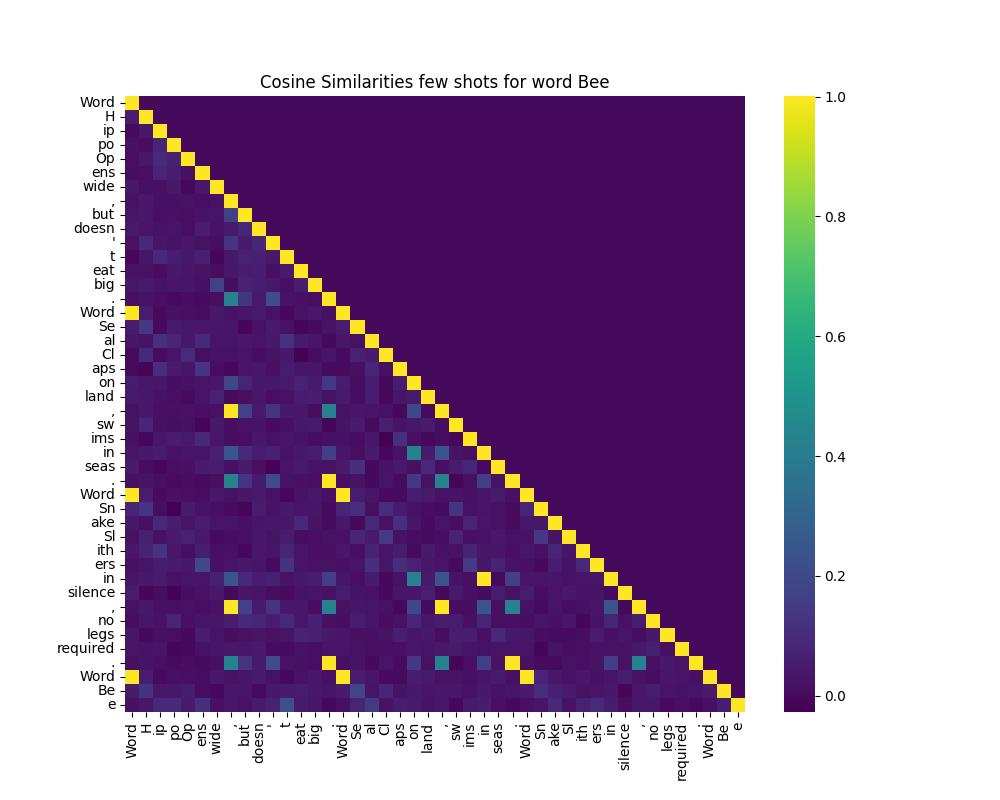 Cosine Similarities few shots for word Bee
Word
H
ip
po
Op
ens
wide
,
but
doesn
'
t
eat
big
.
Word
Se
al
Cl
aps
on
land
,
sw
ims
in
seas
.
Word
Sn
ake
Sl
ith
ers
in
silence
,
no
legs
required
.
Word
Be
e
Word
H
ip
po
Op
ens
wide
,
but
doesn
'
t
eat
big
.
Word
Se
al
Cl
aps
on
land
,
sw
ims
in
seas
.
Word
Sn
ake
Sl
ith
ers
in
silence
,
no
legs
required
.
Word
Be
e
1.0
0.8
0.6
0.4
0.2
0.0